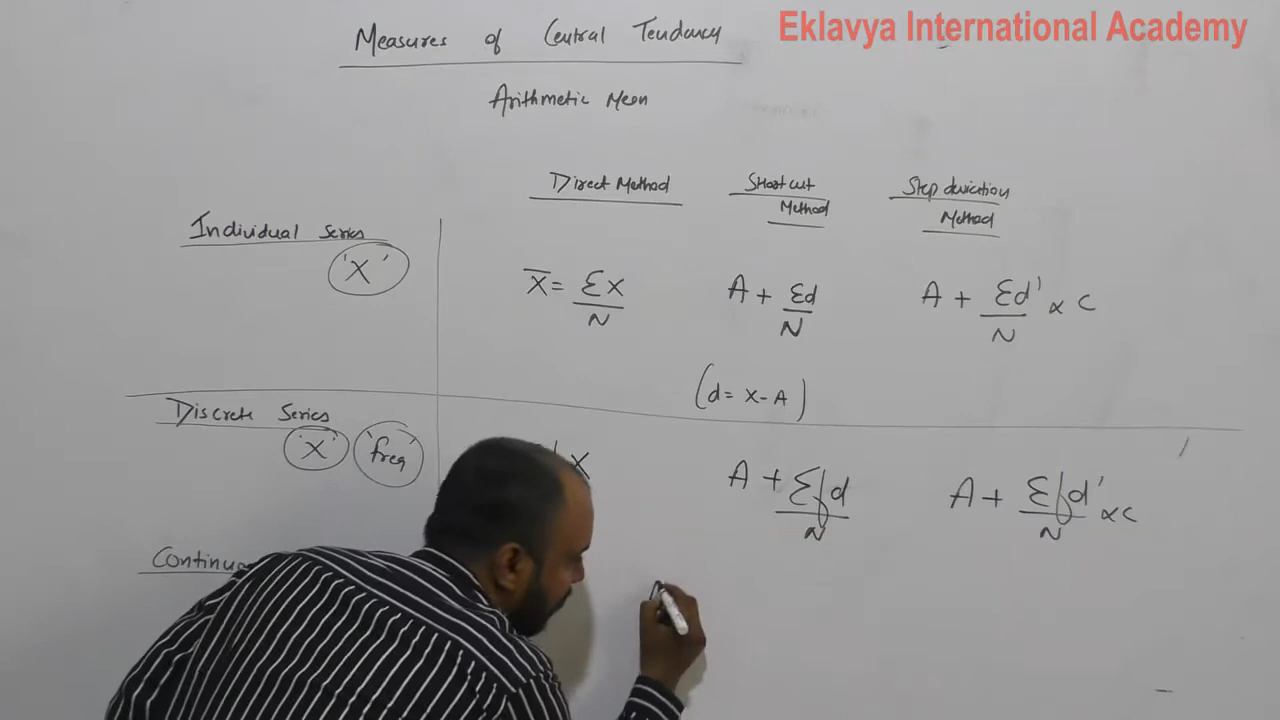 Eklavya International Academy
Measures of Central Tendancy
Arithmetic Mean
Direct Method
Short cut Method
Step deviation Method
Individual Series
'X'
X̄ = Σx / N
A + Σd / N
A + Σd' / N × C
(d = x - A)
Discrete Series
'X' 'freq'
X
A + Σfd / N
A + Σfd' / N × C